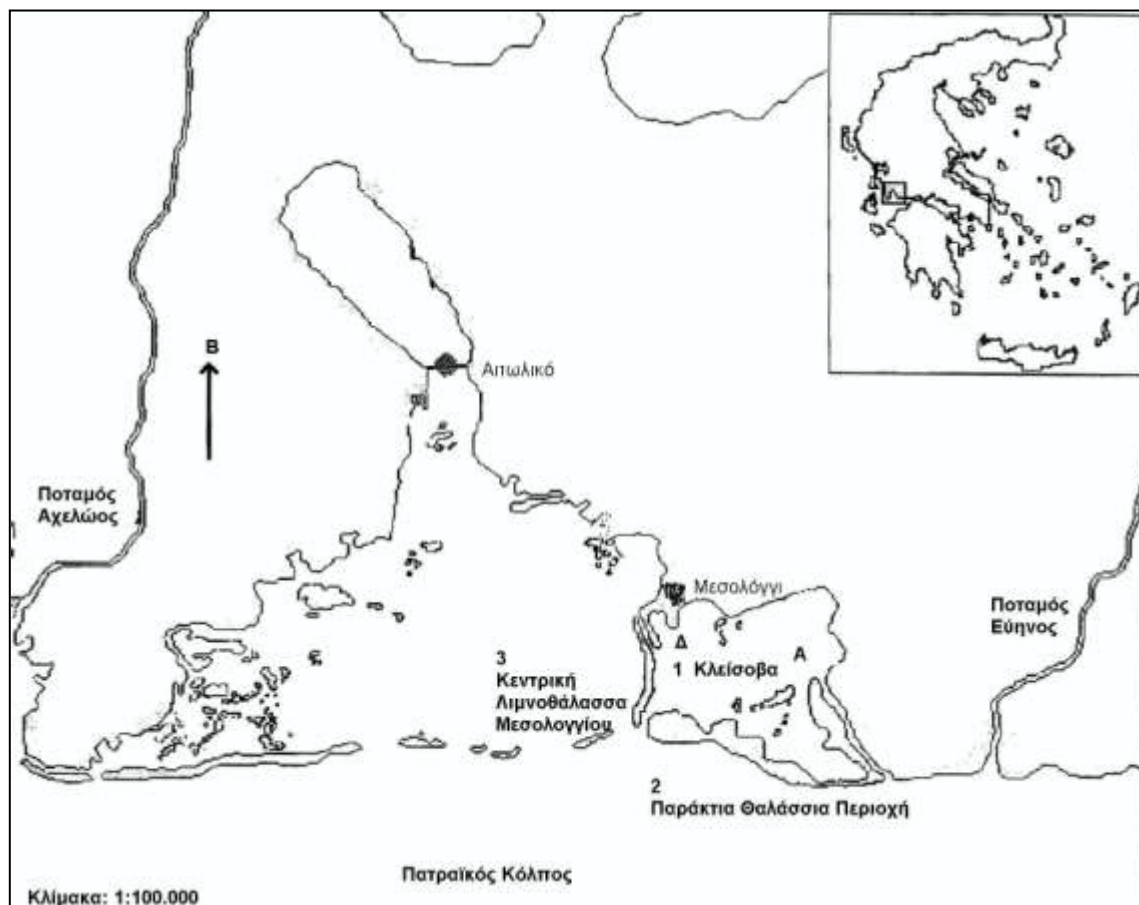 Β
Αιτωλικό
Ποταμός
Αχελώος
Μεσολόγγι
Ποταμός
Εύηνος
Δ
Α
1 Κλείσοβα
3
Κεντρική
Λιμνοθάλασσα
Μεσολογγίου
2
Παράκτια Θαλάσσια Περιοχή
Πατραϊκός Κόλπος
Κλίμακα: 1:100.000